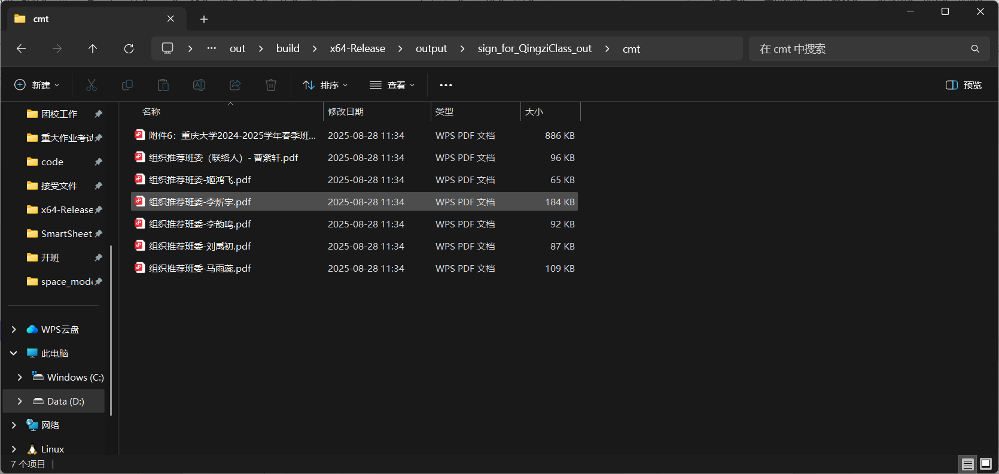 cmt
out
build
x64-Release
output
sign_for_QingziClass_out
cmt
在 cmt 中搜索
新建
排序
查看
预览
团校工作
重大作业考试
code
接受文件
x64-Release
SmartSheet
开班
space_mode
WPS云盘
此电脑
Windows (C:)
Data (D:)
网络
Linux
名称 修改日期 类型 大小
附件6：重庆大学2024-2025学年春季班... 2025-08-28 11:34 WPS PDF 文档 886 KB
组织推荐班委（联络人）- 曹紫轩.pdf 2025-08-28 11:34 WPS PDF 文档 96 KB
组织推荐班委-姬鸿飞.pdf 2025-08-28 11:34 WPS PDF 文档 65 KB
组织推荐班委-李炘宇.pdf 2025-08-28 11:34 WPS PDF 文档 184 KB
组织推荐班委-李韵鸣.pdf 2025-08-28 11:34 WPS PDF 文档 92 KB
组织推荐班委-刘禹初.pdf 2025-08-28 11:34 WPS PDF 文档 87 KB
组织推荐班委-马雨蕊.pdf 2025-08-28 11:34 WPS PDF 文档 109 KB
7 个项目